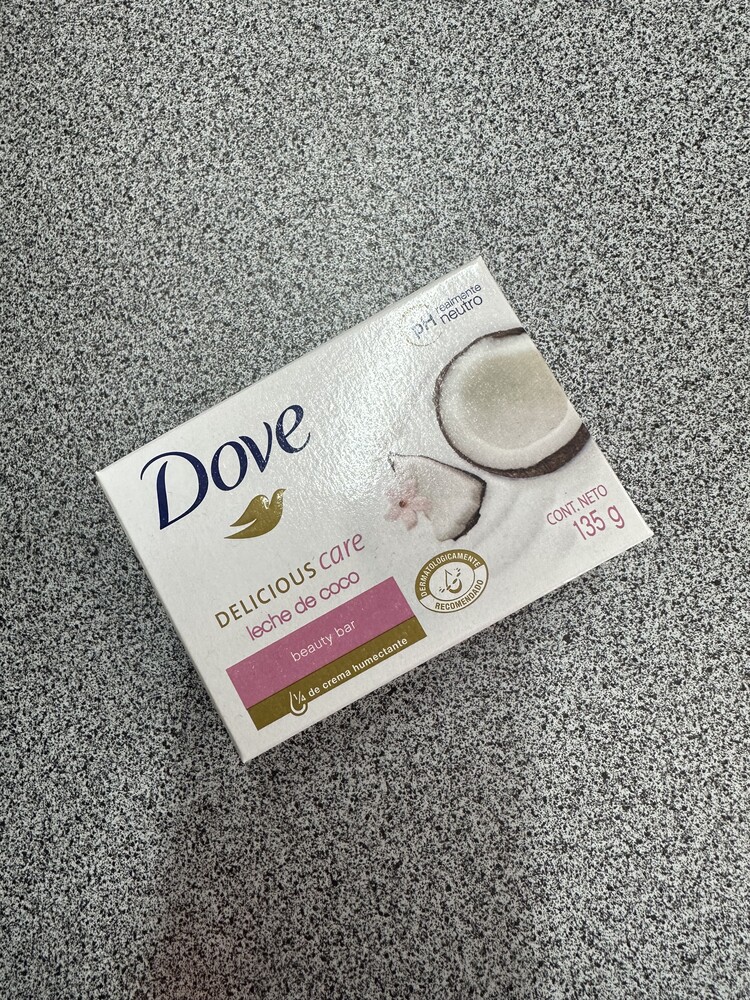 pH realmente
neutro
Dove
DELICIOUS care
leche de coco
beauty bar
¼ de crema humectante
DERMATOLÓGICAMENTE
RECOMENDADO
CONT. NETO
135 g